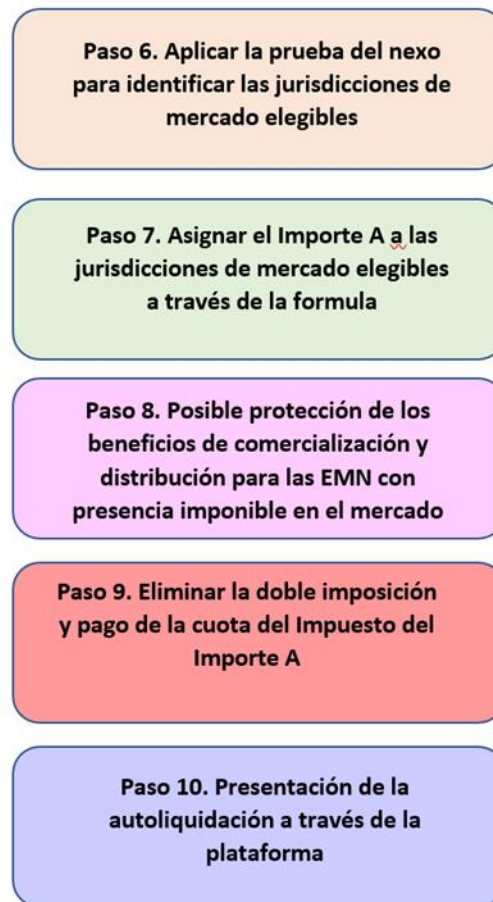 Paso 6. Aplicar la prueba del nexo
para identificar las jurisdicciones de
mercado elegibles
Paso 7. Asignar el Importe A a las
jurisdicciones de mercado elegibles
a través de la formula
Paso 8. Posible protección de los
beneficios de comercialización y
distribución para las EMN con
presencia imponible en el mercado
Paso 9. Eliminar la doble imposición
y pago de la cuota del Impuesto del
Importe A
Paso 10. Presentación de la
autoliquidación a través de la
plataforma